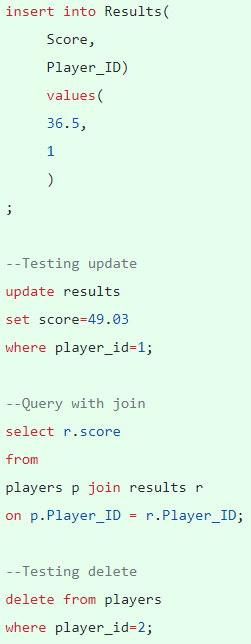 insert into Results(
Score,
Player_ID)
values(
36.5,
1
)
;
--Testing update
update results
set score=49.03
where player_id=1;
--Query with join
select r.score
from
players p join results r
on p.Player_ID = r.Player_ID;
--Testing delete
delete from players
where player_id=2;